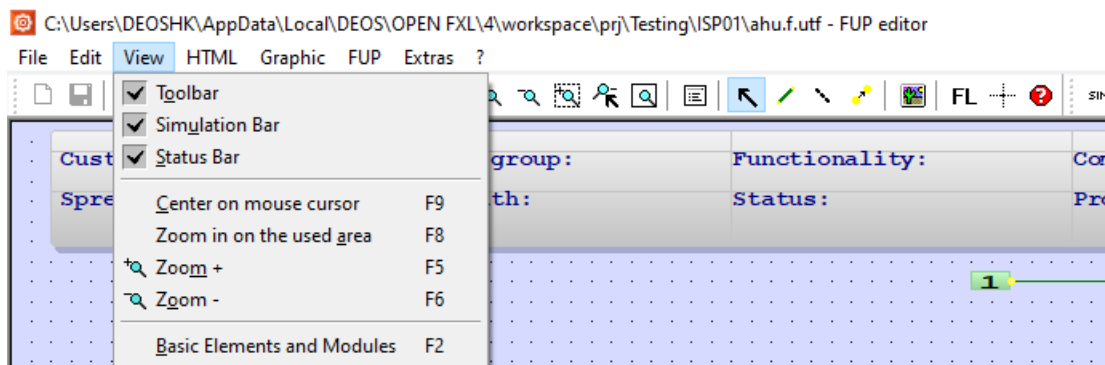 C:\Users\DEOSHK\AppData\Local\DEOS\OPEN FXL\4\workspace\prj\Testing\ISP01\ahu.f.utf - FUP editor
File Edit View HTML Graphic FUP Extras ?
Toolbar FL SIM
Simulation Bar
Cust Status Bar group: Functionality: Con
Spre Center on mouse cursor F9 th: Status: Pro
Zoom in on the used area F8
Zoom + F5
1
Zoom - F6
Basic Elements and Modules F2